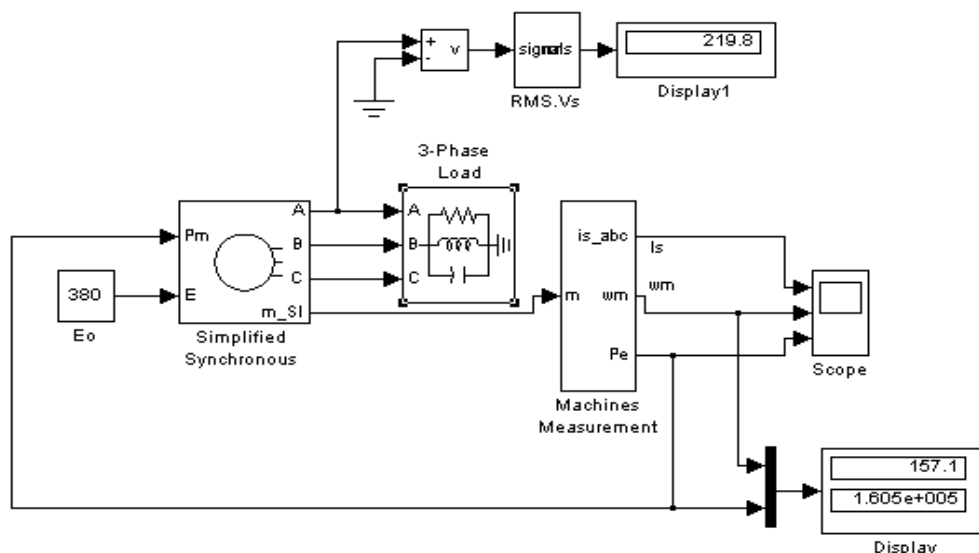 +
-
v
signals
rms
RMS.Vs
219.8
Display1
3-Phase
Load
A
B
C
Pm
E
A
B
C
m_SI
Simplified
Synchronous
380
Eo
m
is_abc
wm
Pe
Machines
Measurement
Is
wm
Scope
157.1
1.605e+005
Display